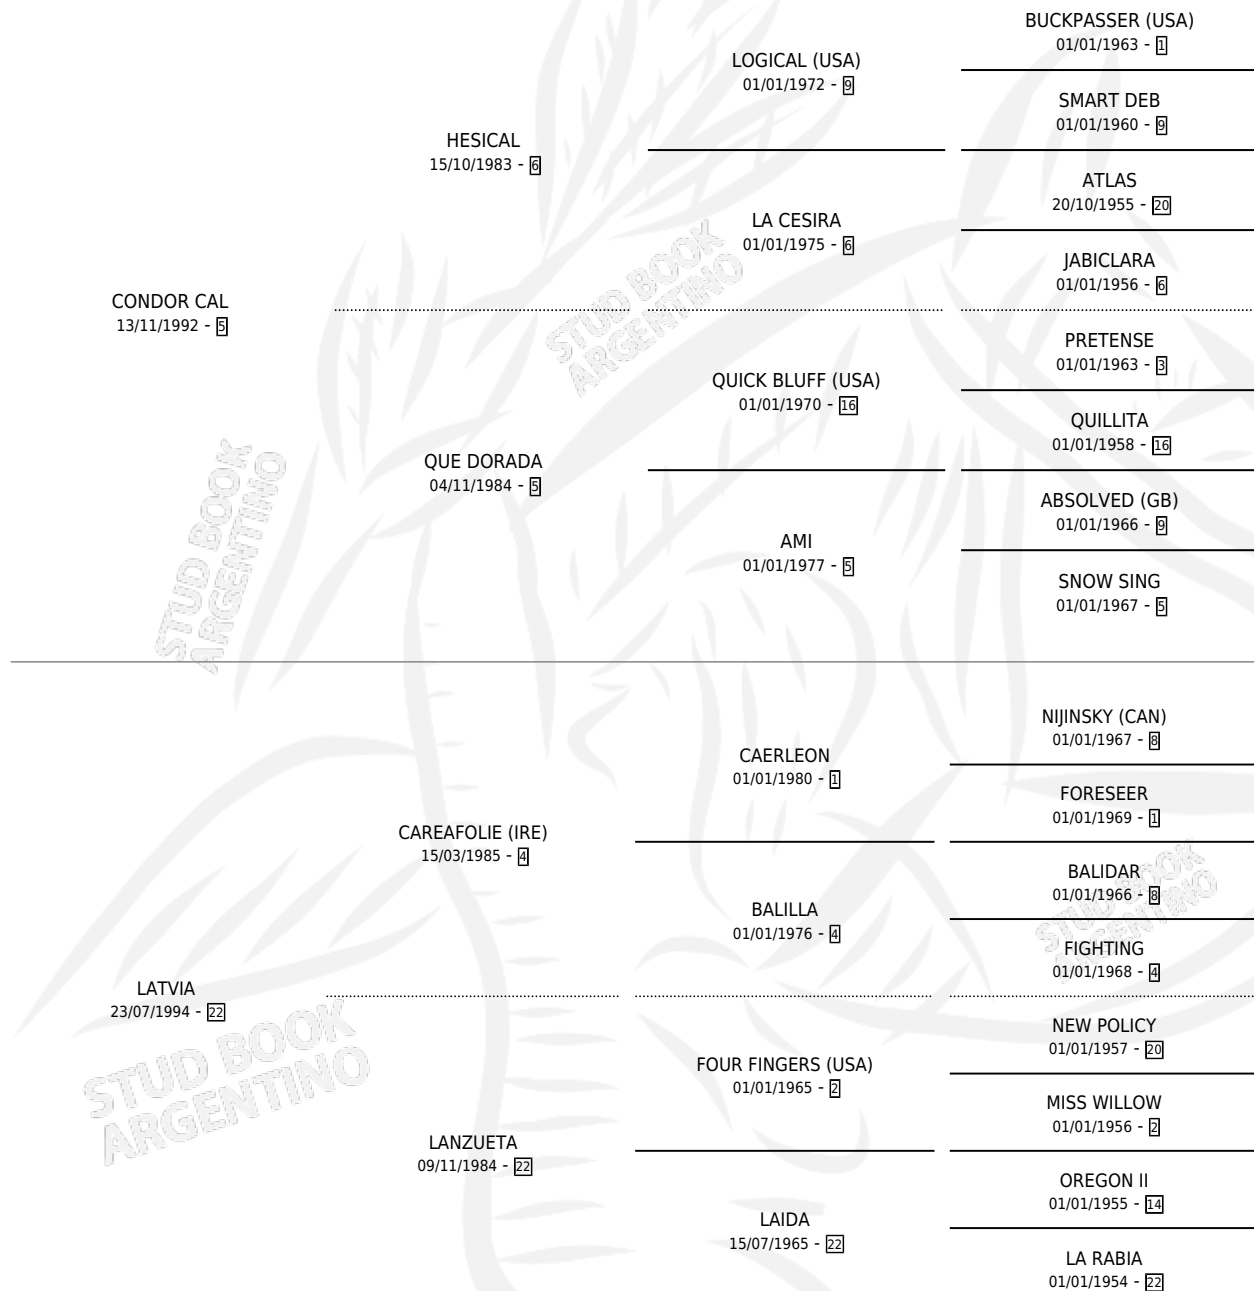 BUCKPASSER (USA)
01/01/1963 - 1
LOGICAL (USA)
01/01/1972 - 9
SMART DEB
01/01/1960 - 9
HESICAL
15/10/1983 - 6
ATLAS
20/10/1955 - 20
LA CESIRA
01/01/1975 - 6
JABICLARA
01/01/1956 - 6
CONDOR CAL
13/11/1992 - 5
PRETENSE
01/01/1963 - 3
QUICK BLUFF (USA)
01/01/1970 - 16
QUILLITA
01/01/1958 - 16
QUE DORADA
04/11/1984 - 5
ABSOLVED (GB)
01/01/1966 - 9
AMI
01/01/1977 - 5
SNOW SING
01/01/1967 - 5
NIJINSKY (CAN)
01/01/1967 - 8
CAERLEON
01/01/1980 - 1
FORESEER
01/01/1969 - 1
CAREAFOLIE (IRE)
15/03/1985 - 4
BALIDAR
01/01/1966 - 8
BALILLA
01/01/1976 - 4
FIGHTING
01/01/1968 - 4
LATVIA
23/07/1994 - 22
NEW POLICY
01/01/1957 - 20
FOUR FINGERS (USA)
01/01/1965 - 2
MISS WILLOW
01/01/1956 - 2
LANZUETA
09/11/1984 - 22
OREGON II
01/01/1955 - 14
LAIDA
15/07/1965 - 22
LA RABIA
01/01/1954 - 22
STUD BOOK
ARGENTINO
STUD BOOK
ARGENTINO
STUD BOOK
ARGENTINO
STUD BOOK
ARGENTINO